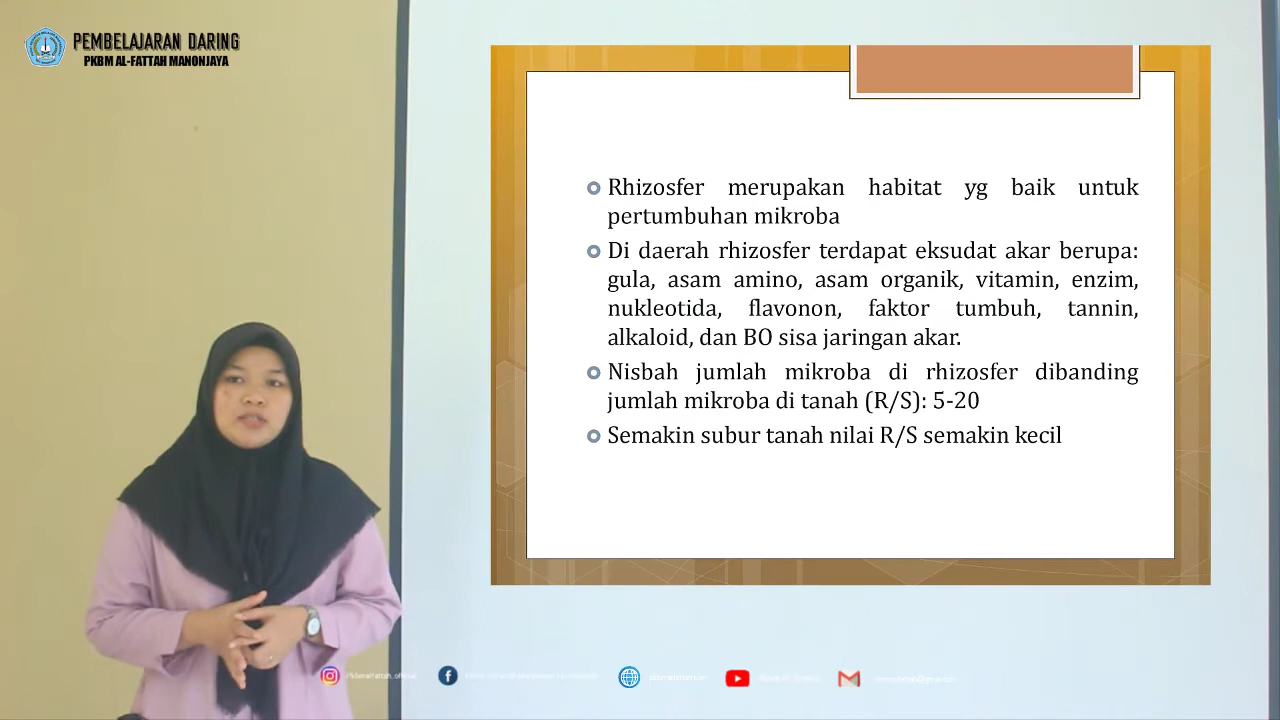 PEMBELAJARAN DARING
PKBM AL-FATTAH MANONJAYA
Rhizosfer merupakan habitat yg baik untuk
pertumbuhan mikroba
Di daerah rhizosfer terdapat eksudat akar berupa:
gula, asam amino, asam organik, vitamin, enzim,
nukleotida, flavonon, faktor tumbuh, tannin,
alkaloid, dan BO sisa jaringan akar.
Nisbah jumlah mikroba di rhizosfer dibanding
jumlah mikroba di tanah (R/S): 5-20
Semakin subur tanah nilai R/S semakin kecil